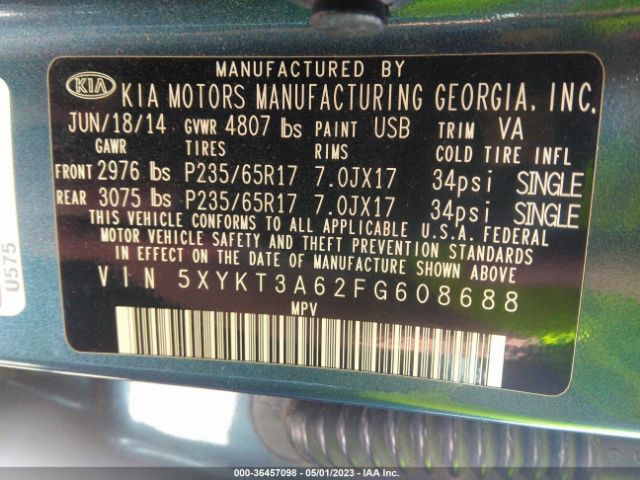 MANUFACTURED BY
KIA KIA MOTORS MANUFACTURING GEORGIA, INC.
JUN/18/14 GVWR 4807 lbs PAINT USB TRIM VA
GAWR TIRES RIMS COLD TIRE INFL
FRONT 2976 lbs P235/65R17 7.0JX17 34psi SINGLE
REAR 3075 lbs P235/65R17 7.0JX17 34psi SINGLE
THIS VEHICLE CONFORMS TO ALL APPLICABLE U.S.A. FEDERAL
MOTOR VEHICLE SAFETY AND THEFT PREVENTION STANDARDS
IN EFFECT ON THE DATE OF MANUFACTURE SHOWN ABOVE.
VIN 5XYKT3A62FG608688
MPV
U575
000-36457098 - 05/01/2023 - IAA Inc.